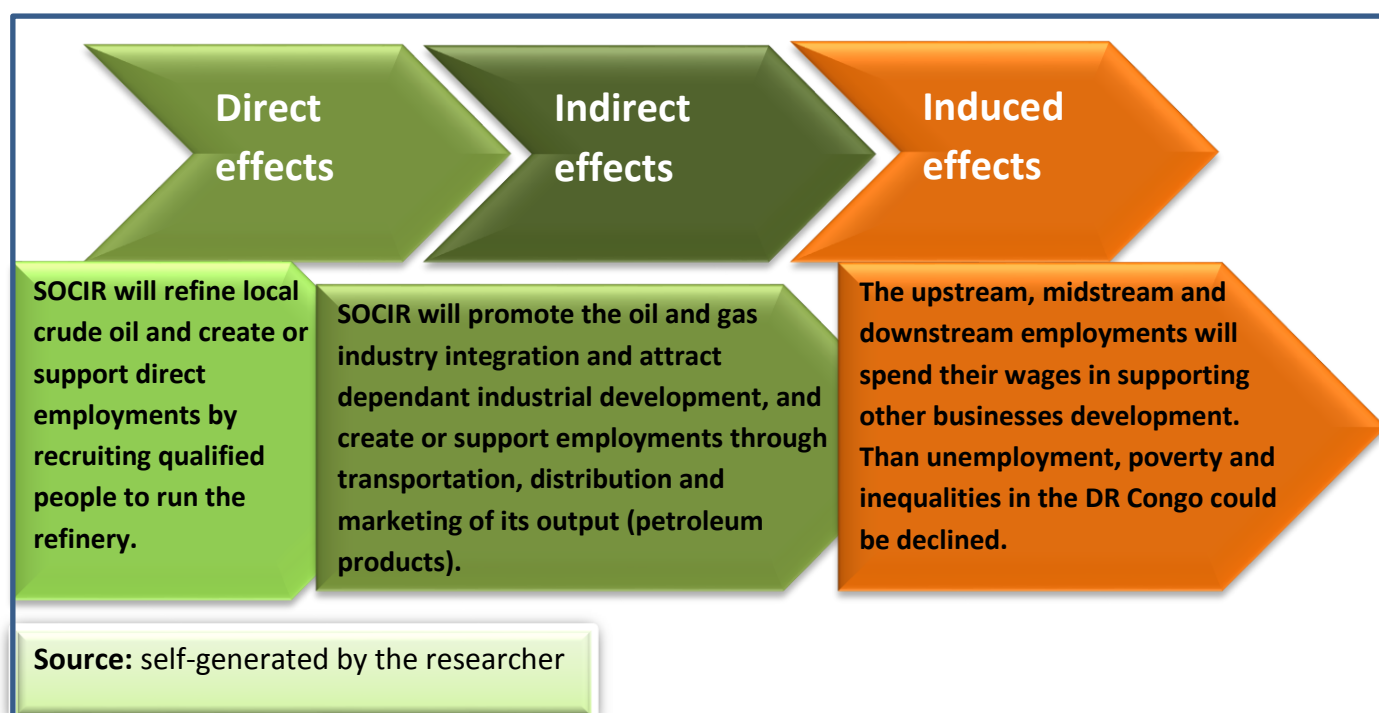 Direct
effects
Indirect
effects
Induced
effects
SOCIR will refine local
crude oil and create or
support direct
employments by
recruiting qualified
people to run the
refinery.
SOCIR will promote the oil and gas
industry integration and attract
dependant industrial development, and
create or support employments through
transportation, distribution and
marketing of its output (petroleum
products).
The upstream, midstream and
downstream employments will
spend their wages in supporting
other businesses development.
Than unemployment, poverty and
inequalities in the DR Congo could
be declined.
Source: self-generated by the researcher